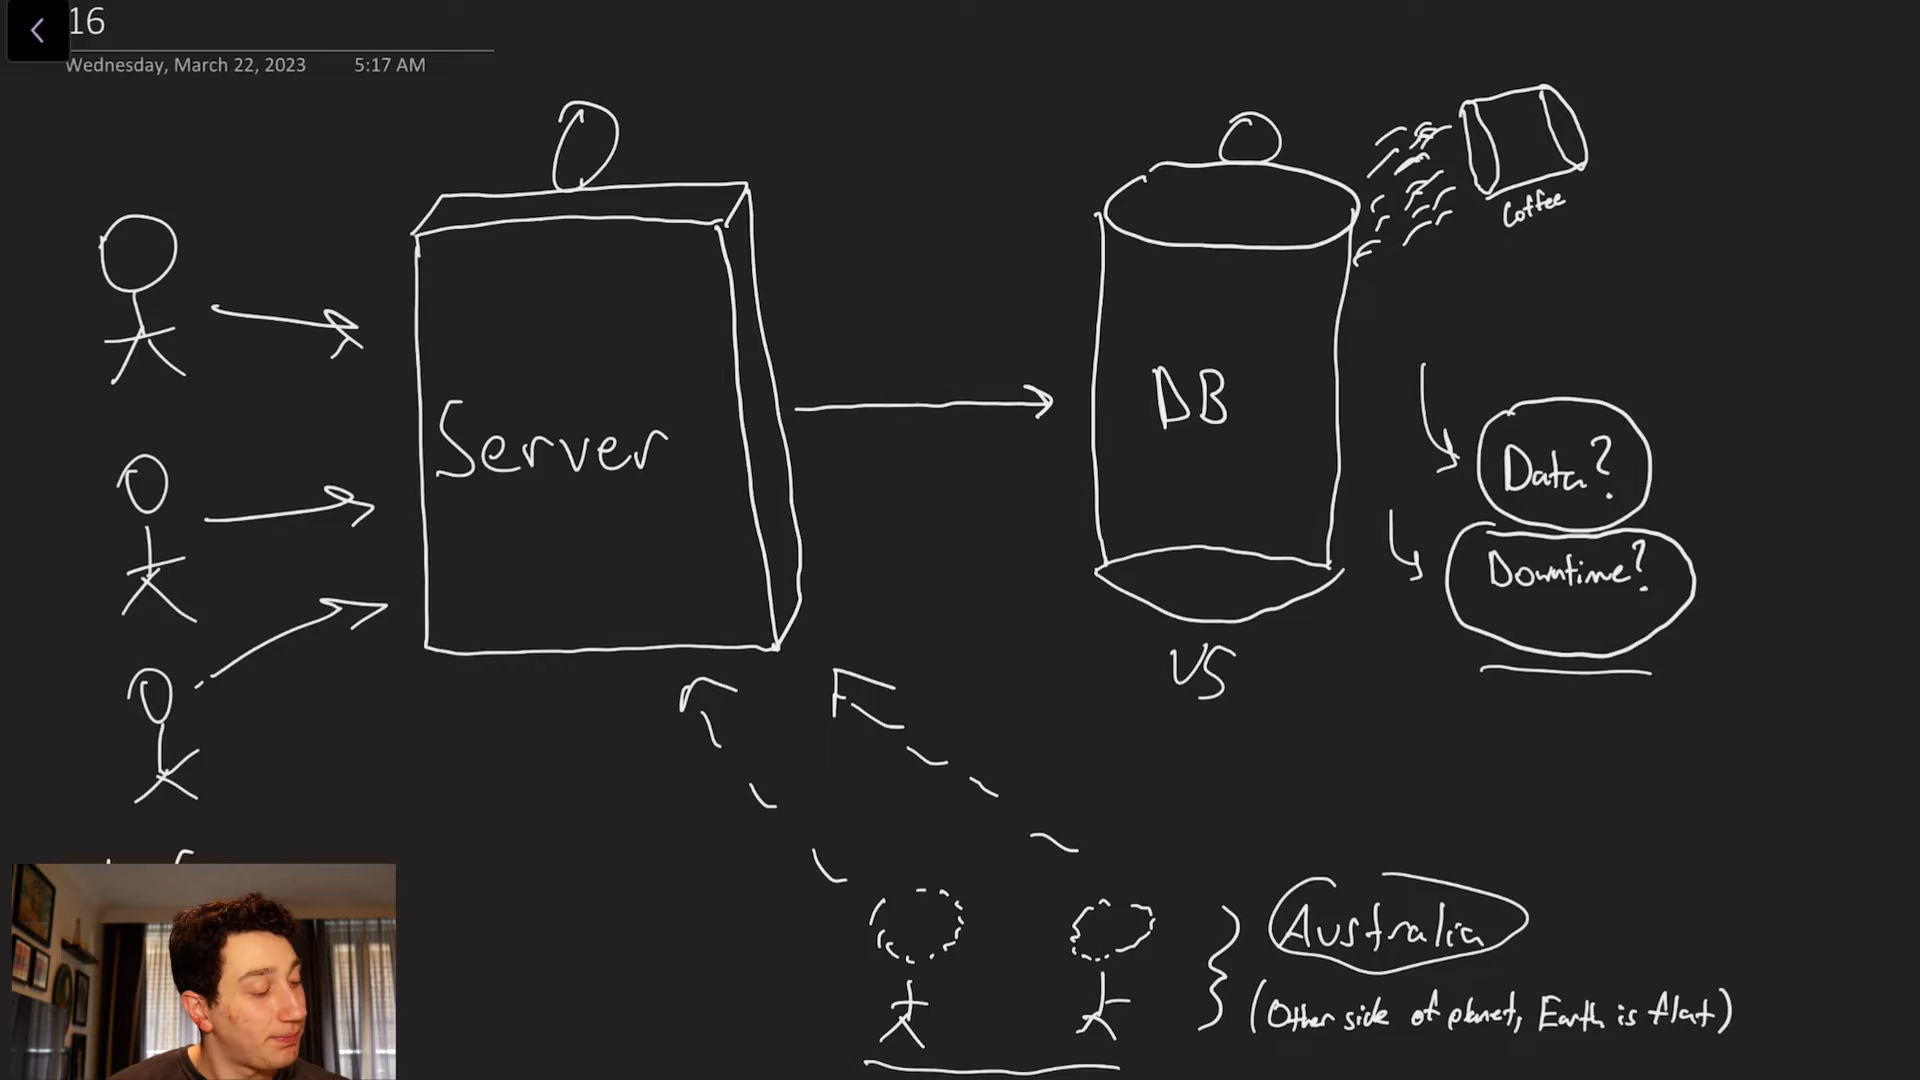 16
Wednesday, March 22, 2023 5:17 AM
Coffee
Server
DB
Data?
Downtime?
US
Australia
(Other side of planet, Earth is flat)